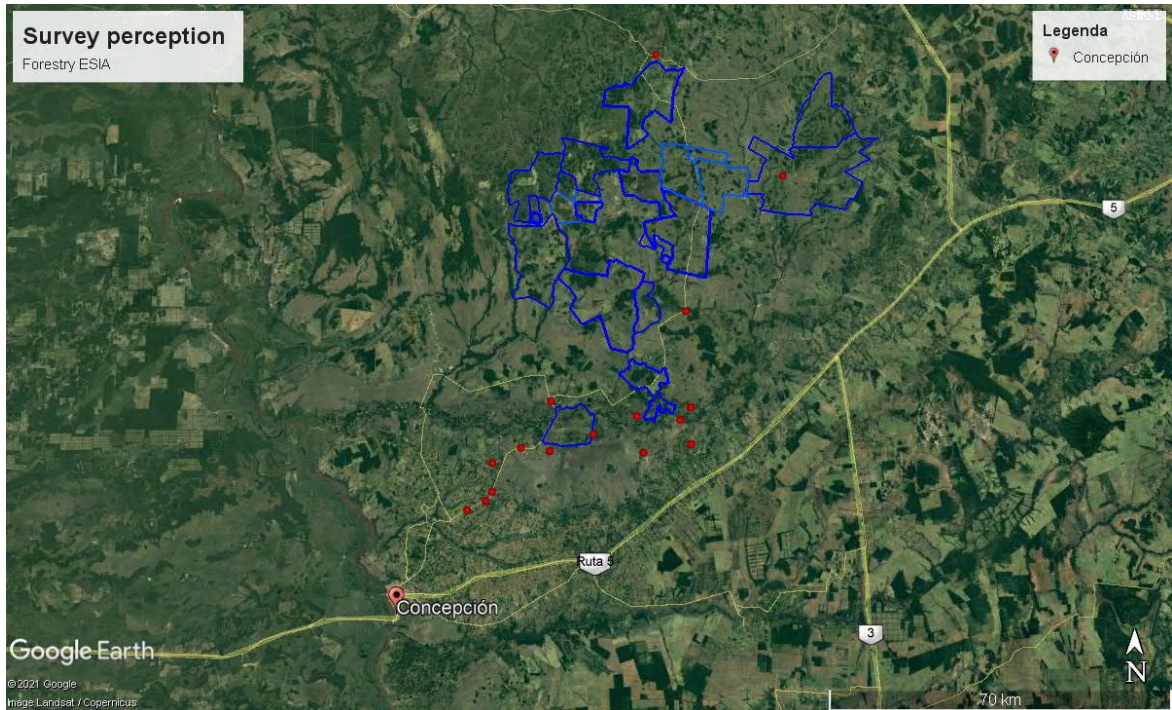 Survey perception
Forestry ESIA
Legenda
Concepción
5
Ruta 5
Concepción
3
Google Earth
N
©2021 Google
Image Landsat / Copernicus
70 km